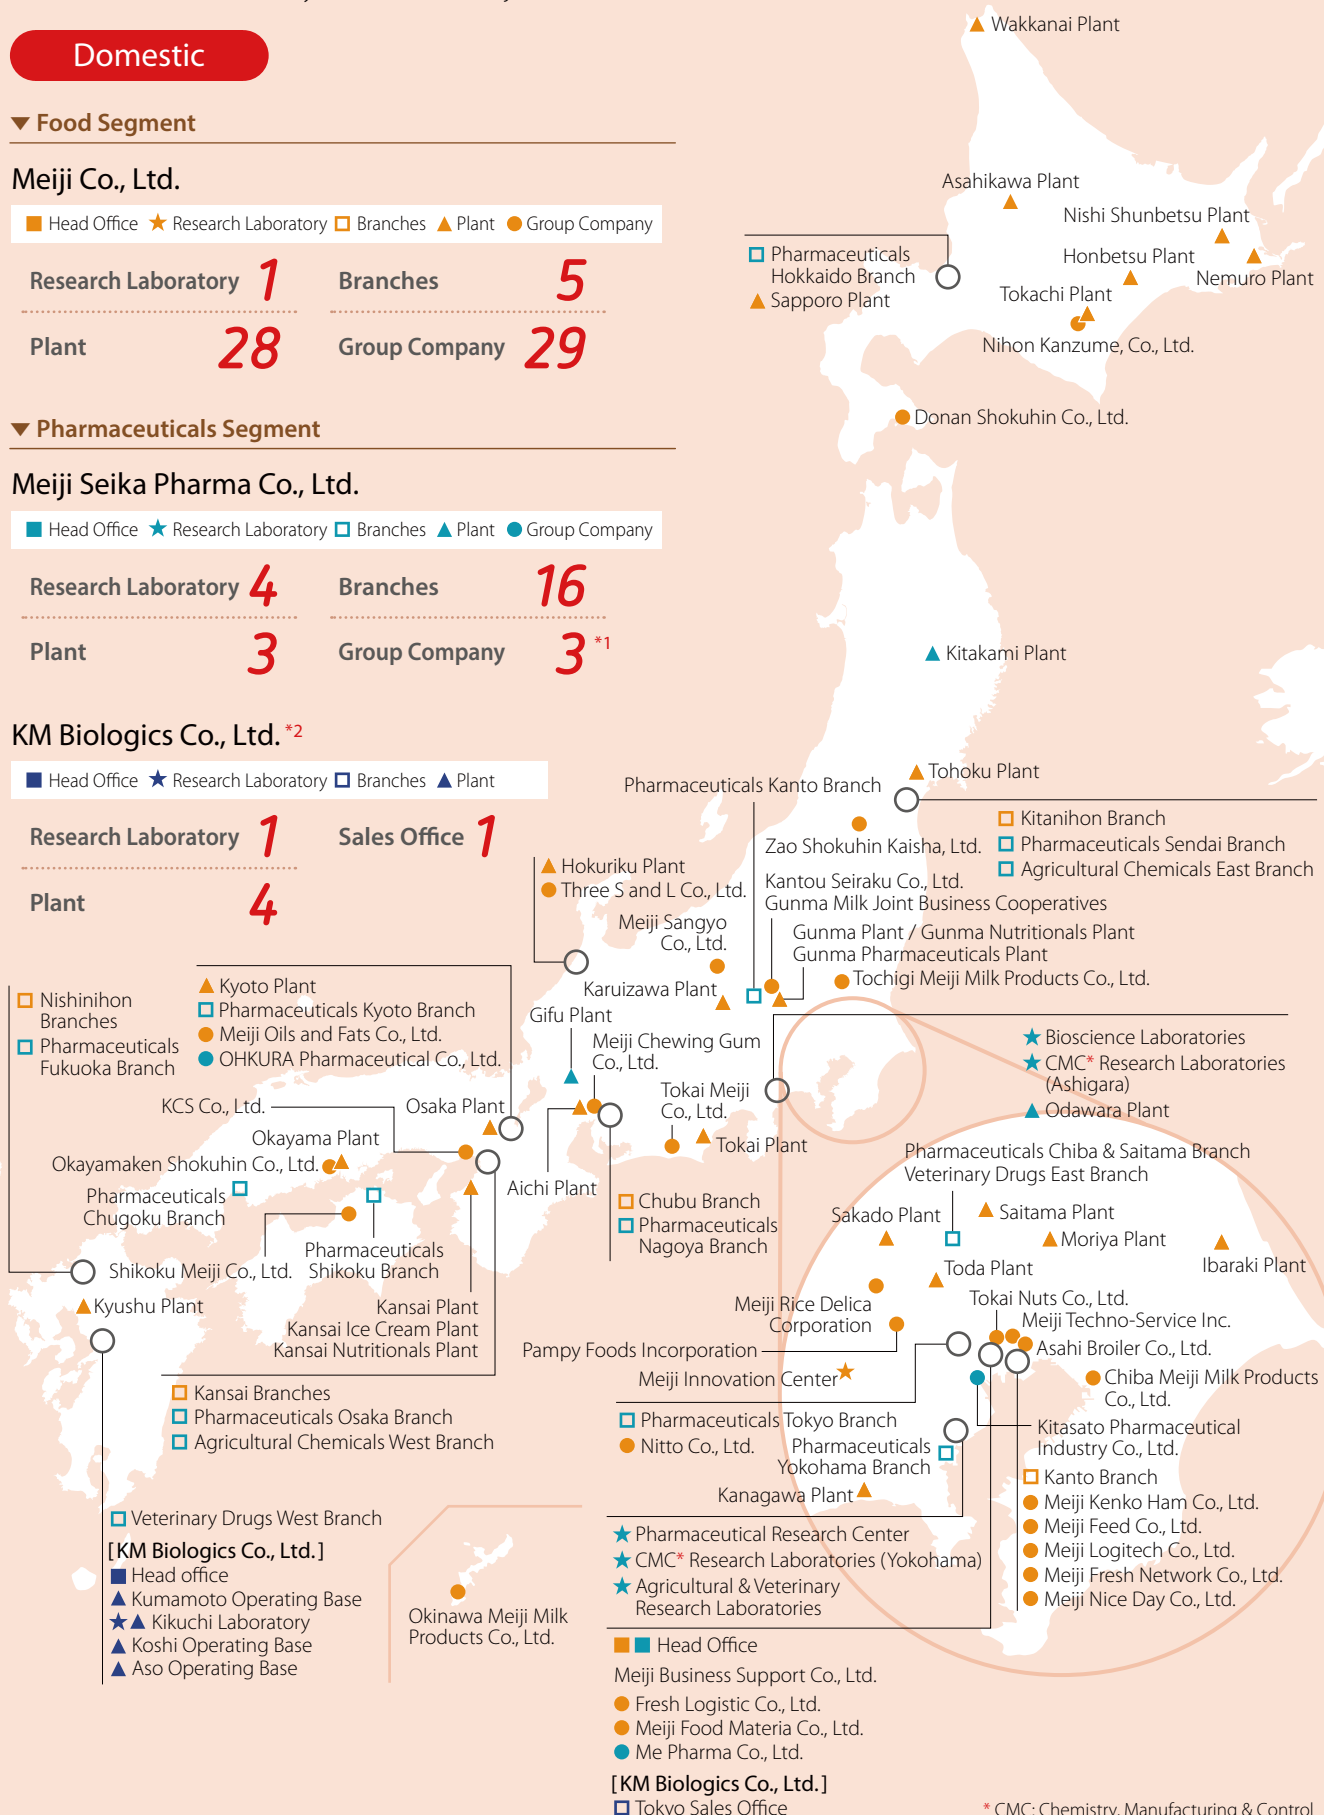 Domestic
▼ Food Segment
Meiji Co., Ltd.
Head Office Research Laboratory Branches Plant Group Company
Research Laboratory 1 Branches 5
Plant 28 Group Company 29
▼ Pharmaceuticals Segment
Meiji Seika Pharma Co., Ltd.
Head Office Research Laboratory Branches Plant Group Company
Research Laboratory 4 Branches 16
Plant 3 Group Company 3 *1
KM Biologics Co., Ltd. *2
Head Office Research Laboratory Branches Plant
Research Laboratory 1 Sales Office 1
Plant 4
Wakkanai Plant
Asahikawa Plant
Nishi Shunbetsu Plant
Honbetsu Plant
Nemuro Plant
Tokachi Plant
Nihon Kanzume, Co., Ltd.
Pharmaceuticals
Hokkaido Branch
Sapporo Plant
Donan Shokuhin Co., Ltd.
Kitakami Plant
Tohoku Plant
Pharmaceuticals Kanto Branch
Kitanihon Branch
Pharmaceuticals Sendai Branch
Agricultural Chemicals East Branch
Zao Shokuhin Kaisha, Ltd.
Kantou Seiraku Co., Ltd.
Gunma Milk Joint Business Cooperatives
Gunma Plant / Gunma Nutritionals Plant
Gunma Pharmaceuticals Plant
Tochigi Meiji Milk Products Co., Ltd.
Hokuriku Plant
Three S and L Co., Ltd.
Meiji Sangyo
Co., Ltd.
Karuizawa Plant
Gifu Plant
Meiji Chewing Gum
Co., Ltd.
Tokai Meiji
Co., Ltd.
Tokai Plant
Aichi Plant
Chubu Branch
Pharmaceuticals
Nagoya Branch
Kyoto Plant
Pharmaceuticals Kyoto Branch
Meiji Oils and Fats Co., Ltd.
OHKURA Pharmaceutical Co., Ltd.
Nishinihon
Branches
Pharmaceuticals
Fukuoka Branch
KCS Co., Ltd.
Osaka Plant
Okayama Plant
Okayamaken Shokuhin Co., Ltd.
Pharmaceuticals
Chugoku Branch
Pharmaceuticals
Shikoku Branch
Shikoku Meiji Co., Ltd.
Kyushu Plant
Kansai Plant
Kansai Ice Cream Plant
Kansai Nutritionals Plant
Kansai Branches
Pharmaceuticals Osaka Branch
Agricultural Chemicals West Branch
Veterinary Drugs West Branch
[KM Biologics Co., Ltd.]
Head office
Kumamoto Operating Base
Kikuchi Laboratory
Koshi Operating Base
Aso Operating Base
Okinawa Meiji Milk
Products Co., Ltd.
Bioscience Laboratories
CMC* Research Laboratories
(Ashigara)
Odawara Plant
Pharmaceuticals Chiba & Saitama Branch
Veterinary Drugs East Branch
Sakado Plant
Saitama Plant
Moriya Plant
Ibaraki Plant
Toda Plant
Meiji Rice Delica
Corporation
Tokai Nuts Co., Ltd.
Meiji Techno-Service Inc.
Asahi Broiler Co., Ltd.
Pampy Foods Incorporation
Meiji Innovation Center
Chiba Meiji Milk Products
Co., Ltd.
Pharmaceuticals Tokyo Branch
Nitto Co., Ltd.
Pharmaceuticals
Yokohama Branch
Kanagawa Plant
Kitasato Pharmaceutical
Industry Co., Ltd.
Kanto Branch
Meiji Kenko Ham Co., Ltd.
Meiji Feed Co., Ltd.
Meiji Logitech Co., Ltd.
Meiji Fresh Network Co., Ltd.
Meiji Nice Day Co., Ltd.
Pharmaceutical Research Center
CMC* Research Laboratories (Yokohama)
Agricultural & Veterinary
Research Laboratories
Head Office
Meiji Business Support Co., Ltd.
Fresh Logistic Co., Ltd.
Meiji Food Materia Co., Ltd.
Me Pharma Co., Ltd.
[KM Biologics Co., Ltd.]
Tokyo Sales Office
* CMC: Chemistry, Manufacturing & Control